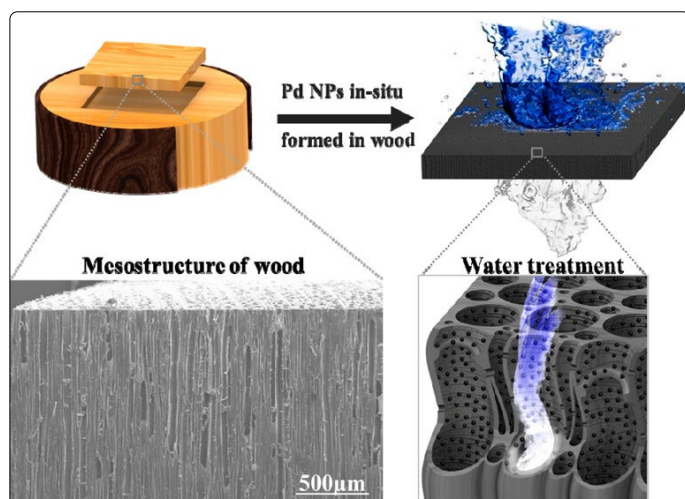 Pd NPs in-situ
formed in wood
Mesostructure of wood
Water treatment
500μm